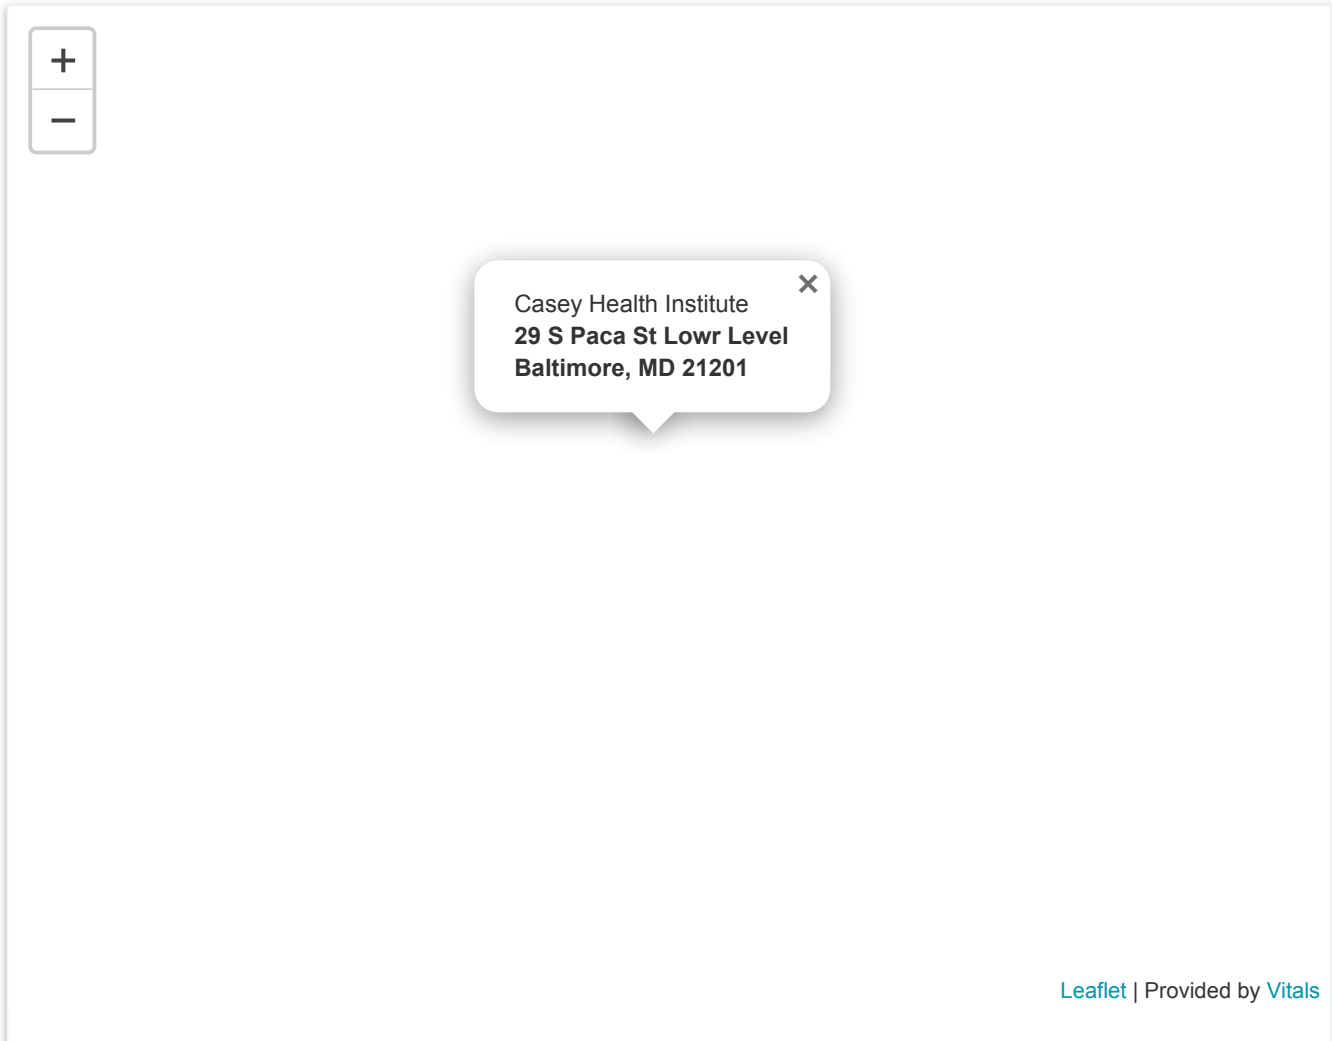 +
−
×
Casey Health Institute
29 S Paca St Lowr Level
Baltimore, MD 21201
Leaflet | Provided by Vitals